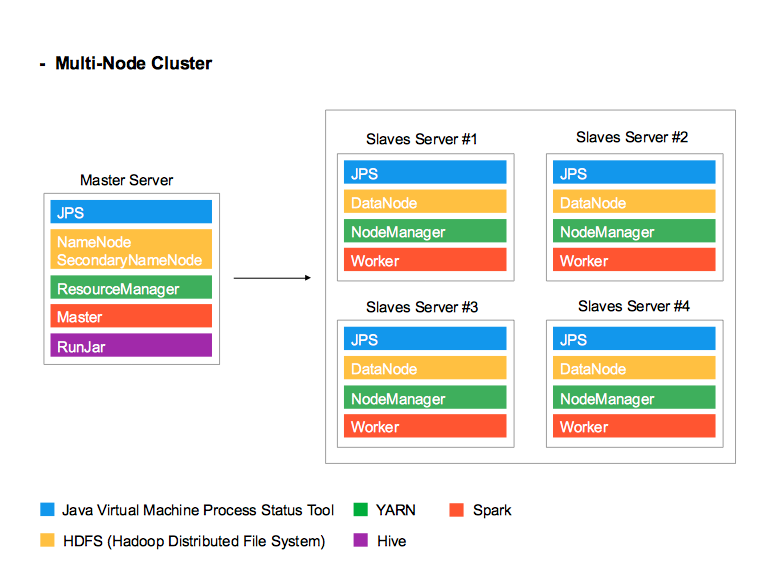 - Multi-Node Cluster
Master Server
JPS
NameNode
SecondaryNameNode
ResourceManager
Master
RunJar
Slaves Server #1
JPS
DataNode
NodeManager
Worker
Slaves Server #2
JPS
DataNode
NodeManager
Worker
Slaves Server #3
JPS
DataNode
NodeManager
Worker
Slaves Server #4
JPS
DataNode
NodeManager
Worker
Java Virtual Machine Process Status Tool
YARN
Spark
HDFS (Hadoop Distributed File System)
Hive